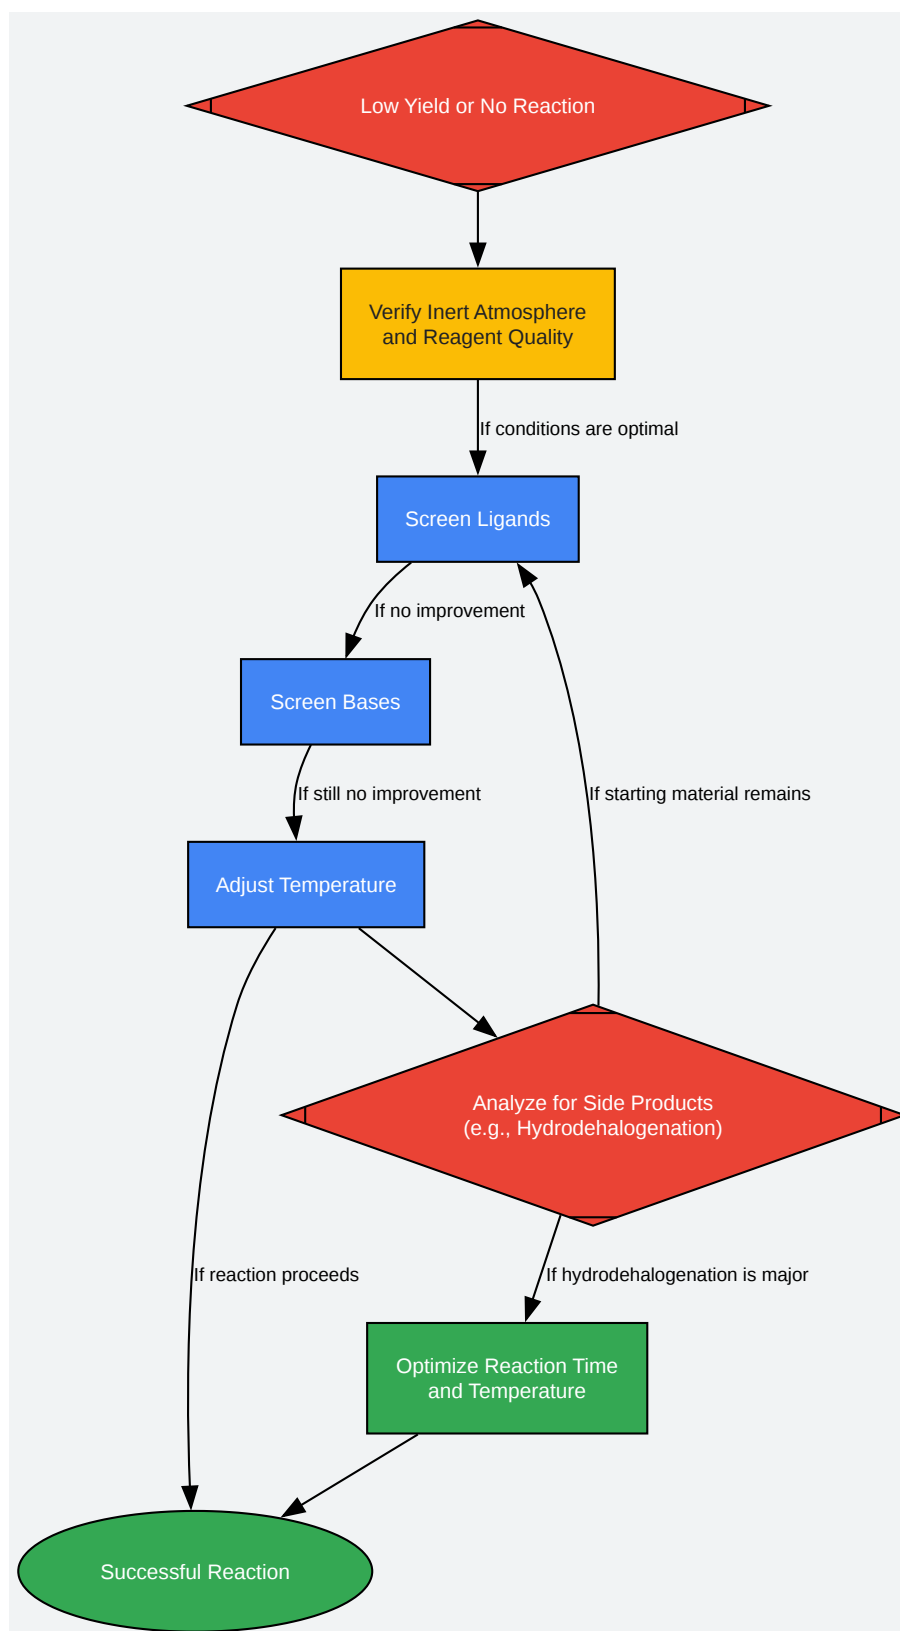 Low Yield or No Reaction
Verify Inert Atmosphere
and Reagent Quality
If conditions are optimal
Screen Ligands
If no improvement
Screen Bases
If still no improvement
If starting material remains
Adjust Temperature
Analyze for Side Products
(e.g., Hydrodehalogenation)
If reaction proceeds
If hydrodehalogenation is major
Optimize Reaction Time
and Temperature
Successful Reaction